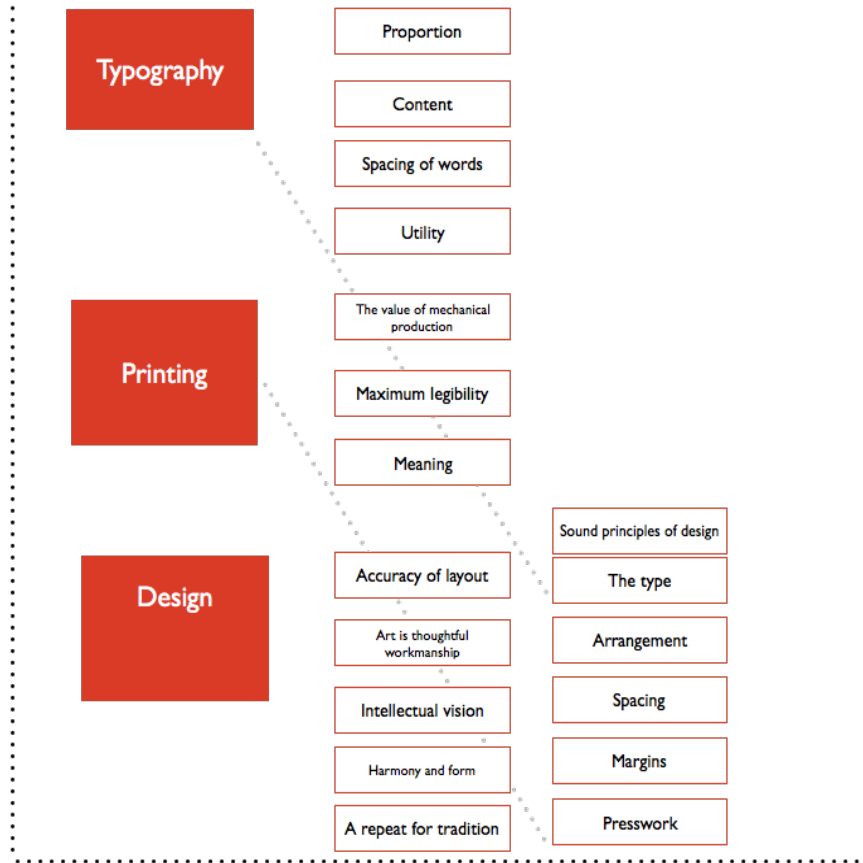 Typography
Proportion
Content
Spacing of words
Utility
Printing
The value of mechanical
production
Maximum legibility
Meaning
Design
Accuracy of layout
Art is thoughtful
workmanship
Intellectual vision
Harmony and form
A repeat for tradition
Sound principles of design
The type
Arrangement
Spacing
Margins
Presswork